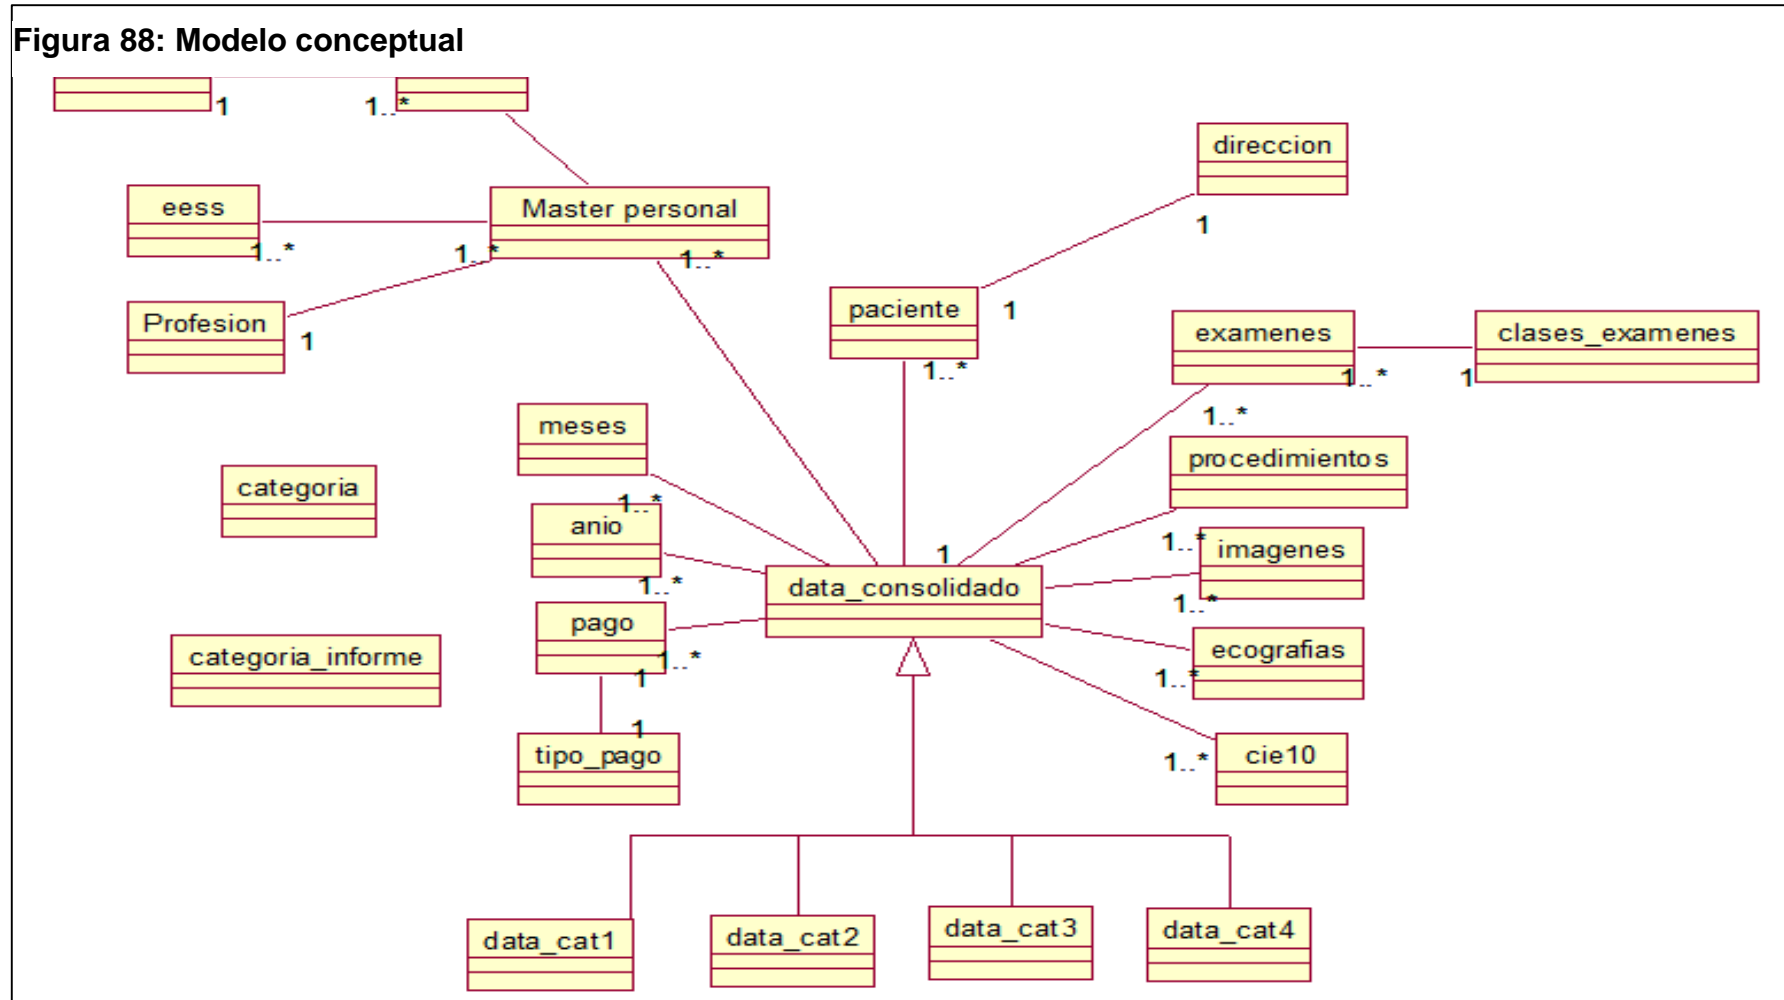 Figura 88: Modelo conceptual
1
1..*
direccion
1
eess
1..*
Master personal
1..*
1..*
Profesion
1
paciente
1
1..*
examenes
1..*
1..*
clases_examenes
1
meses
1..*
procedimientos
1..*
categoria
anio
1..*
imagenes
1..*
1
data_consolidado
pago
1..*
1
ecografias
1..*
categoria_informe
1
tipo_pago
cie10
1..*
data_cat1
data_cat2
data_cat3
data_cat4